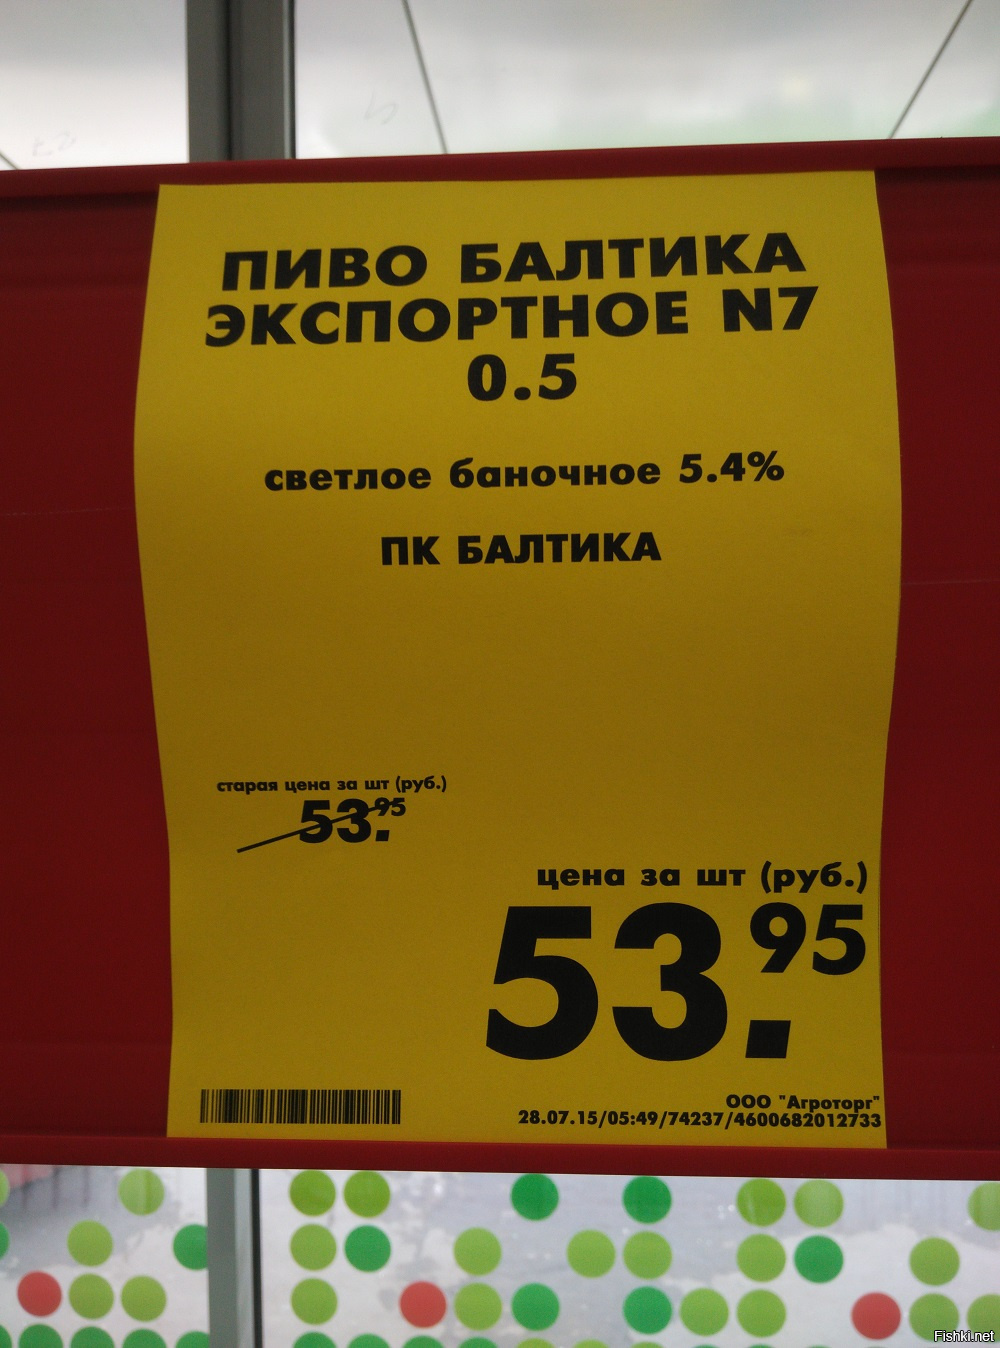 ПИВО БАЛТИКА
ЭКСПОРТНОЕ N7
0.5
светлое баночное 5.4%
ПК БАЛТИКА
старая цена за шт (руб.)
53.95
цена за шт (руб.)
53.95
ООО "Агроторг"
28.07.15/05:49/74237/4600682012733
Fishki.net